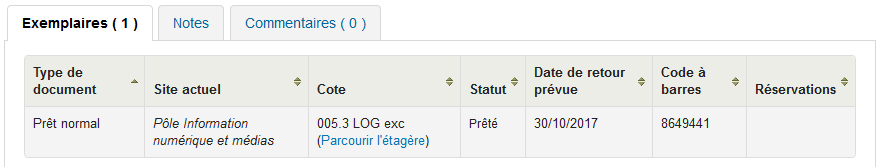 Exemplaires ( 1 ) Notes Commentaires ( 0 )
Type de document Site actuel Cote Statut Date de retour prévue Code à barres Réservations
Prêt normal Pôle Information numérique et médias 005.3 LOG exc (Parcourir l'étagère) Prêté 30/10/2017 8649441